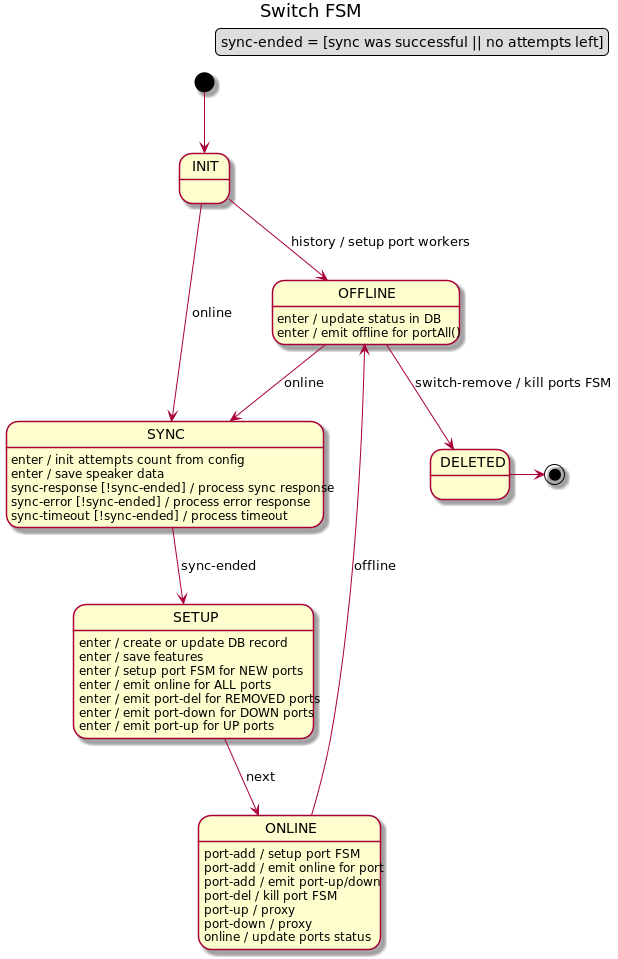 Switch FSM
sync-ended = [sync was successful || no attempts left]
INIT
history / setup port workers
OFFLINE
enter / update status in DB
enter / emit offline for portAll()
online
online
switch-remove / kill ports FSM
SYNC
enter / init attempts count from config
enter / save speaker data
sync-response [!sync-ended] / process sync response
sync-error [!sync-ended] / process error response
sync-timeout [!sync-ended] / process timeout
DELETED
sync-ended
offline
SETUP
enter / create or update DB record
enter / save features
enter / setup port FSM for NEW ports
enter / emit online for ALL ports
enter / emit port-del for REMOVED ports
enter / emit port-down for DOWN ports
enter / emit port-up for UP ports
next
ONLINE
port-add / setup port FSM
port-add / emit online for port
port-add / emit port-up/down
port-del / kill port FSM
port-up / proxy
port-down / proxy
online / update ports status